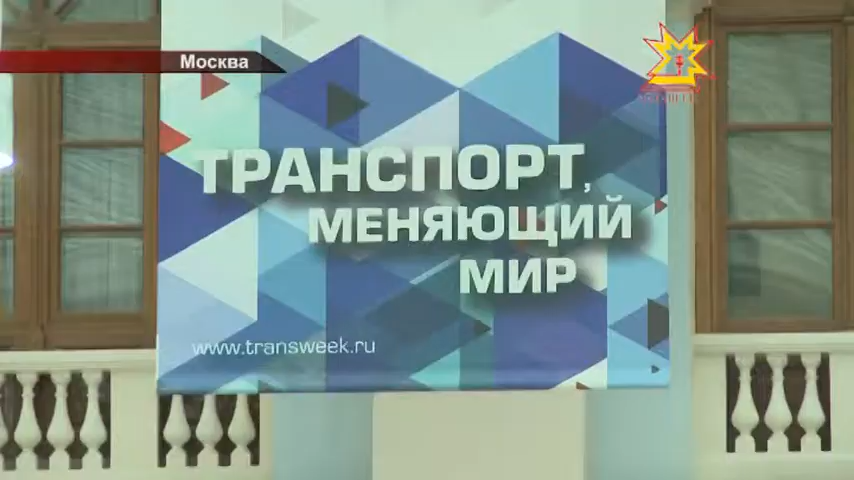 Москва
ТРАНСПОРТ,
МЕНЯЮЩИЙ
МИР
www.transweek.ru